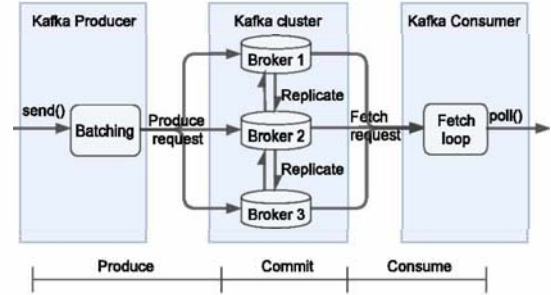 Kafka Producer
Kafka cluster
Kafka Consumer
Broker 1
Replicate
send()
Batching
Produce
request
Broker 2
Fetch
request
Fetch
loop
poll()
Replicate
Broker 3
Produce
Commit
Consume